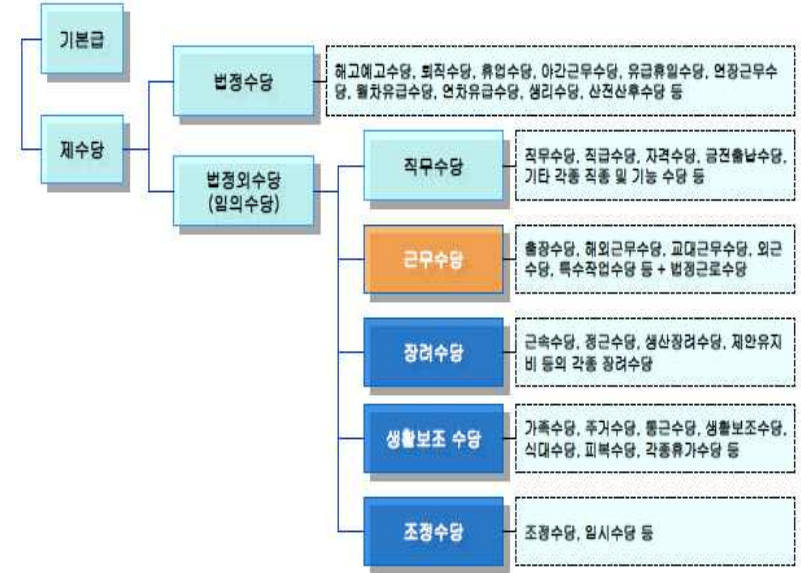 기본급
제수당
법정수당
해고예고수당, 퇴직수당, 휴업수당, 야간근무수당, 유급휴일수당, 연장근무수
당, 월차유급수당, 연차유급수당, 생리수당, 산전산후수당 등
법정외수당
(임의수당)
직무수당
직무수당, 직급수당, 자격수당, 금전출납수당,
기타 각종 직종 및 기능 수당 등
근무수당
출장수당, 해외근무수당, 교대근무수당, 외근
수당, 특수작업수당 등 + 법정근로수당
장려수당
근속수당, 정근수당, 생산장려수당, 제안유지
비 등의 각종 장려수당
생활보조 수당
가족수당, 주거수당, 통근수당, 생활보조수당,
식대수당, 피복수당, 각종휴가수당 등
조정수당
조정수당, 임시수당 등